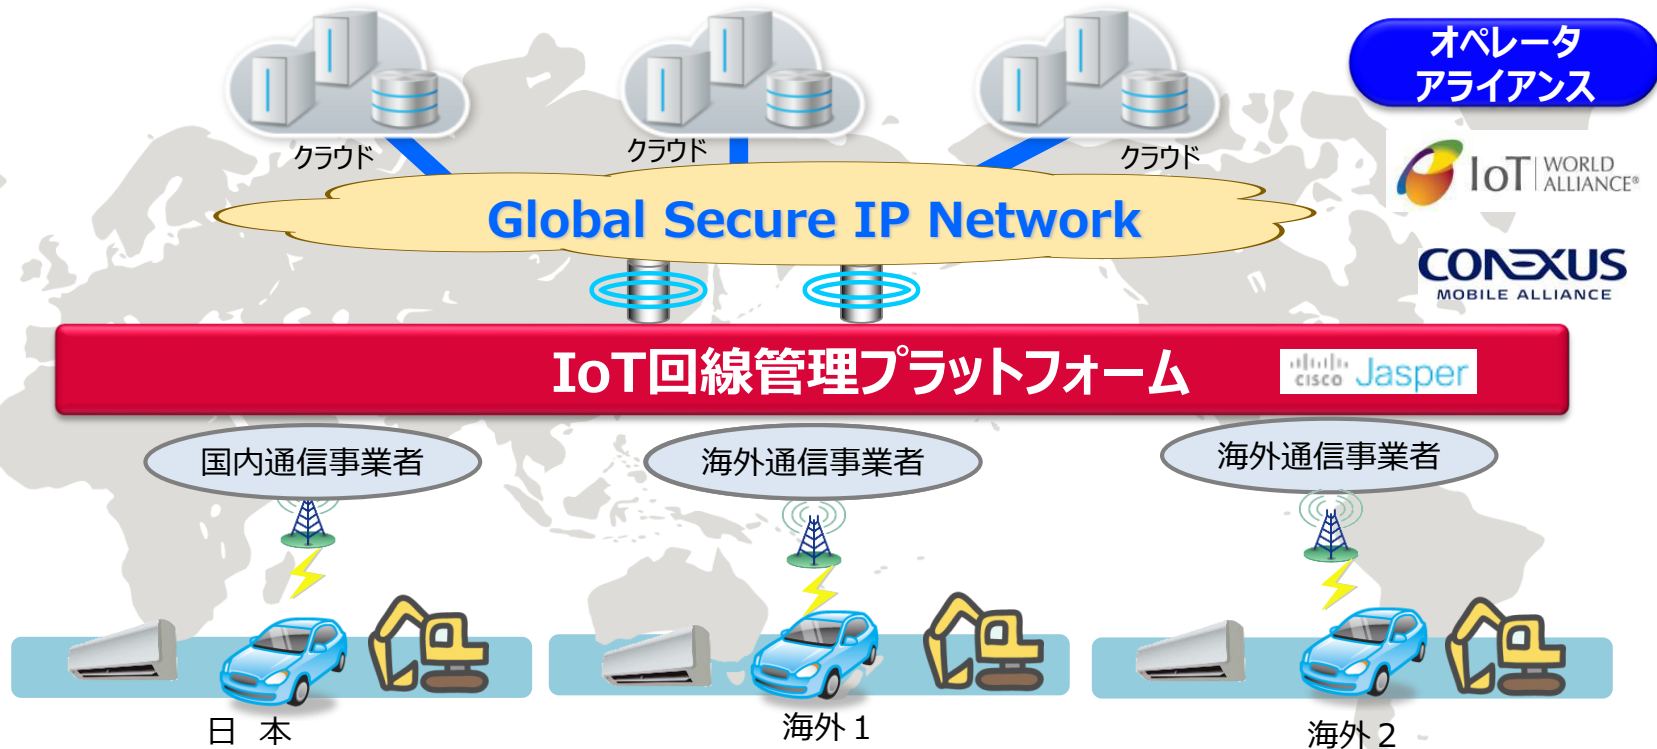 オペレータ
アライアンス
クラウド
クラウド
クラウド
IoT WORLD
ALLIANCE®
Global Secure IP Network
CONEXUS
MOBILE ALLIANCE
IoT回線管理プラットフォーム
CISCO Jasper
国内通信事業者
海外通信事業者
海外通信事業者
日 本
海外１
海外２